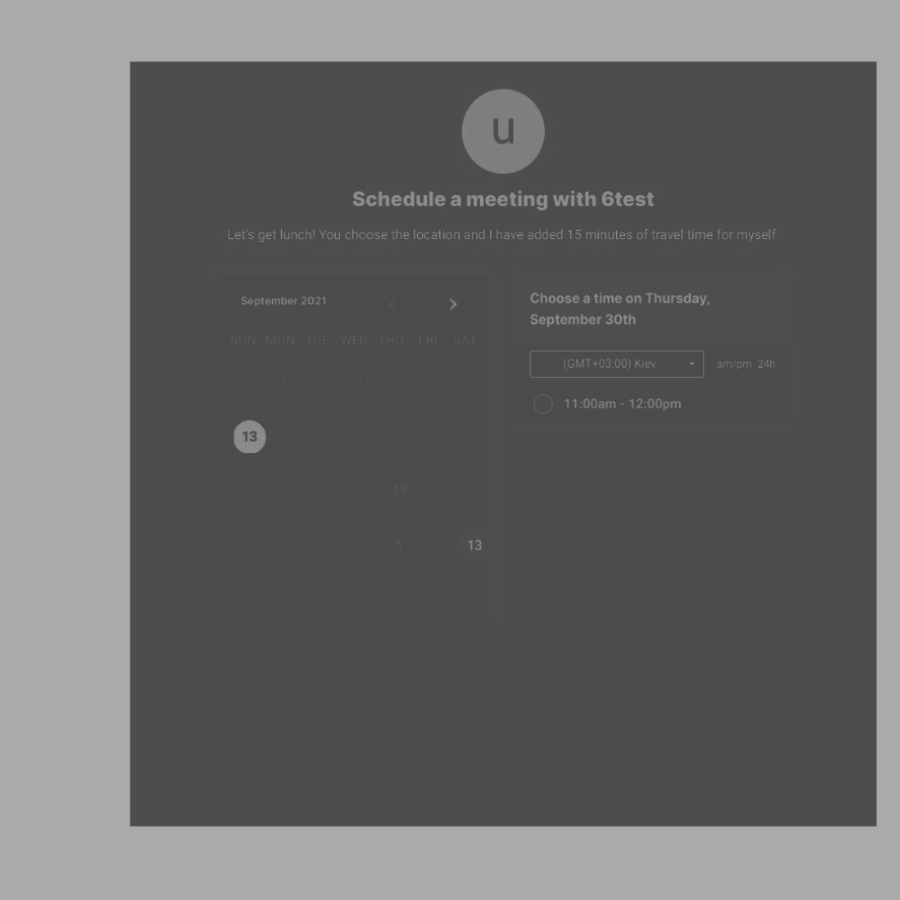 u
Schedule a meeting with 6test
Let's get lunch! You choose the location and I have added 15 minutes of travel time for myself.
September 2021
SUN MON TUE WED THU FRI SAT
13
19
5 13
Choose a time on Thursday,
September 30th
(GMT+03:00) Kiev am/pm 24h
11:00am - 12:00pm